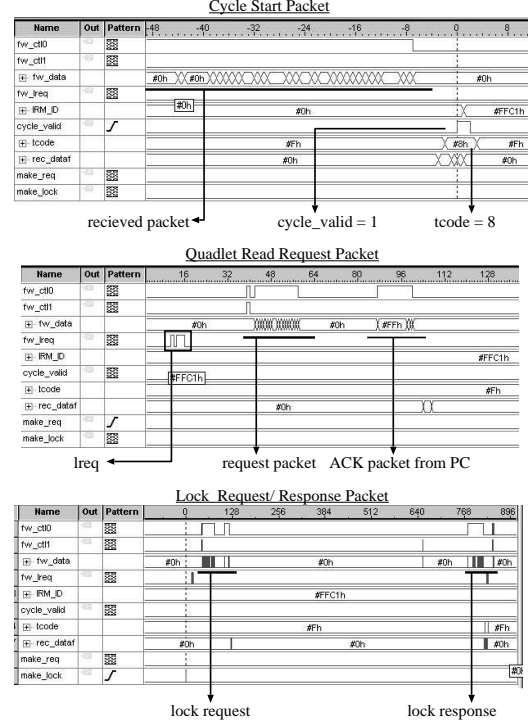 Cycle Start Packet
Name Out Pattern -48 -40 -32 -24 -16 -8 0 8
fw_ctl0
fw_ctl1
fw_data #0h #0h #0h
fw_lreq #0h
IRM_ID #0h #FFC1h
cycle_valid
tcode #Fh #8h #Fh
rec_dataf #0h #0h
make_req
make_lock
recieved packet cycle_valid = 1 tcode = 8
Quadlet Read Request Packet
Name Out Pattern 16 32 48 64 80 96 112 128
fw_ctl0
fw_ctl1
fw_data #0h #0h #FFh #0h
fw_lreq
IRM_ID #FFC1h
cycle_valid #FFC1h
tcode #Fh
rec_dataf #0h
make_req
make_lock
lreq request packet ACK packet from PC
Lock Request/ Response Packet
Name Out Pattern 0 128 256 384 512 640 768 896
fw_ctl0
fw_ctl1
fw_data #0h #0h #0h #0h
fw_lreq
IRM_ID #FFC1h
cycle_valid
tcode #Fh #Fh
rec_dataf #0h #0h #0h
make_req
make_lock
lock request lock response